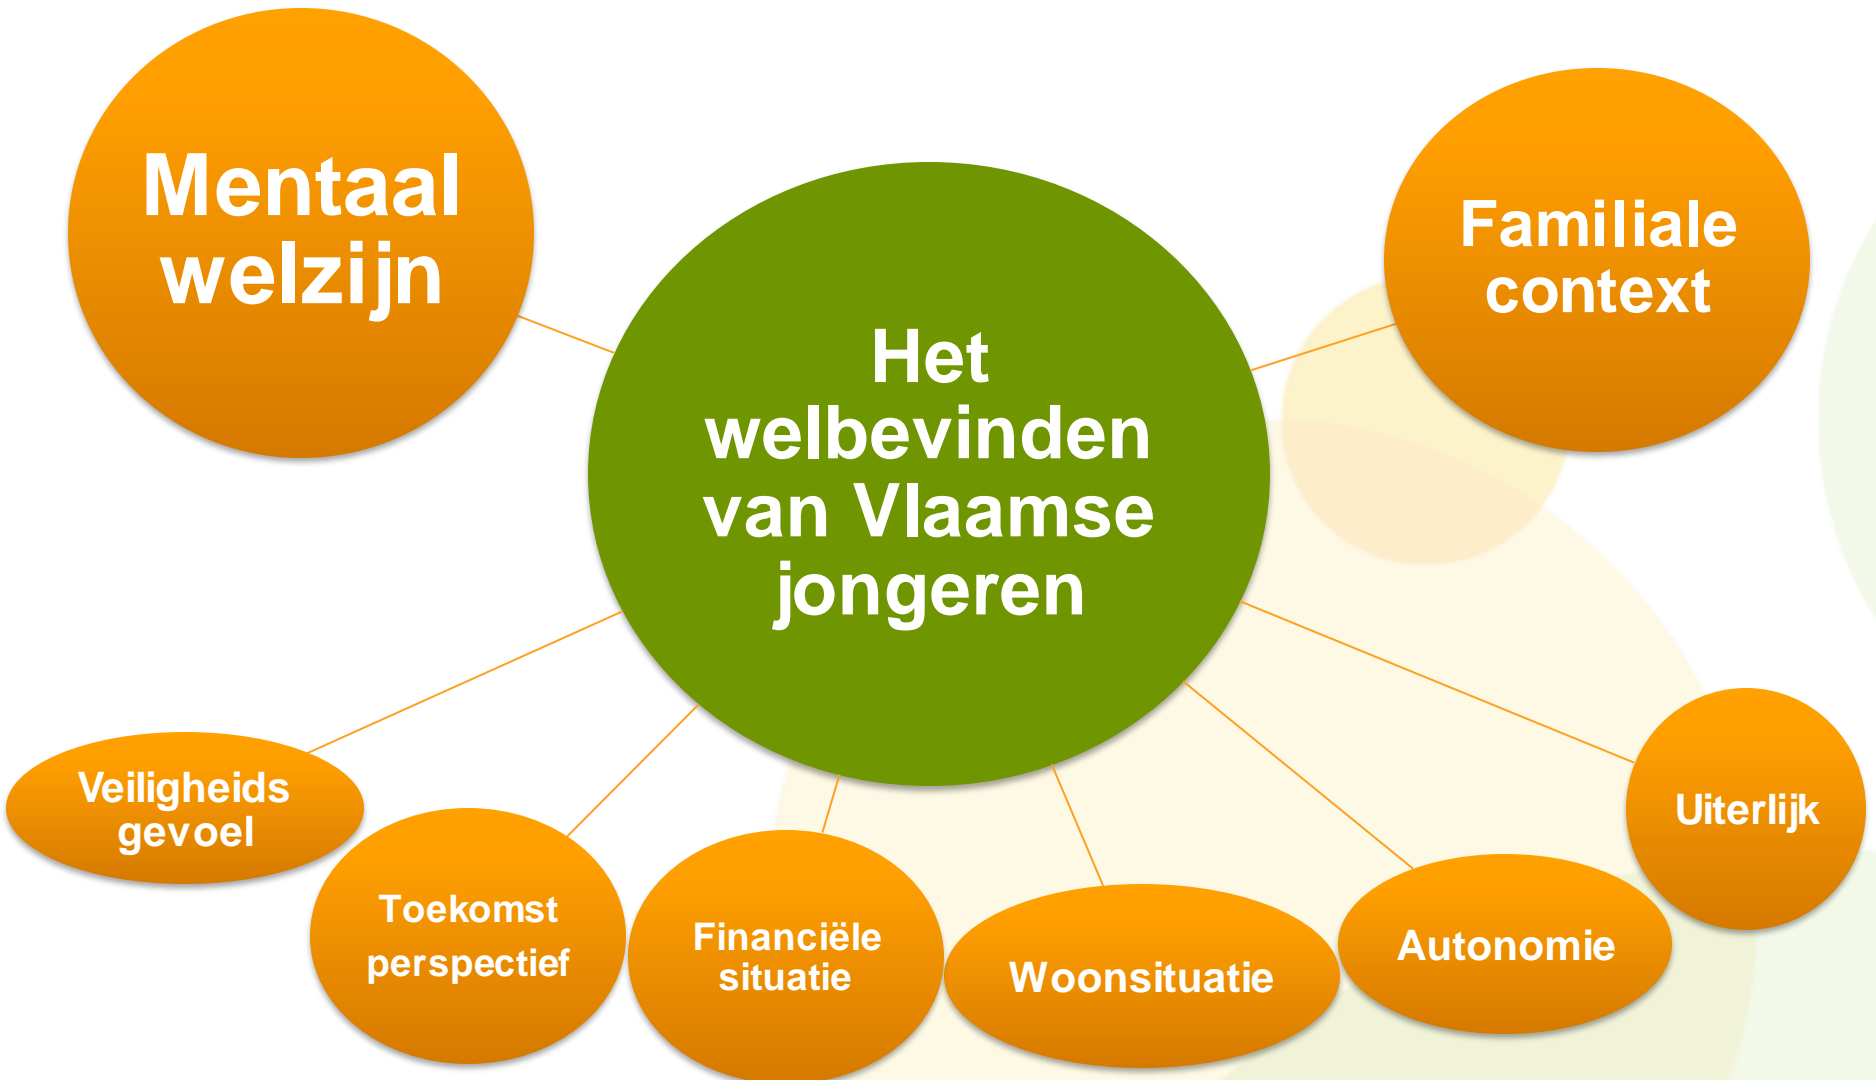 Mentaal
welzijn
Familiale
context
Het
welbevinden
van Vlaamse
jongeren
Veiligheids
gevoel
Toekomst
perspectief
Financiële
situatie
Woonsituatie
Autonomie
Uiterlijk